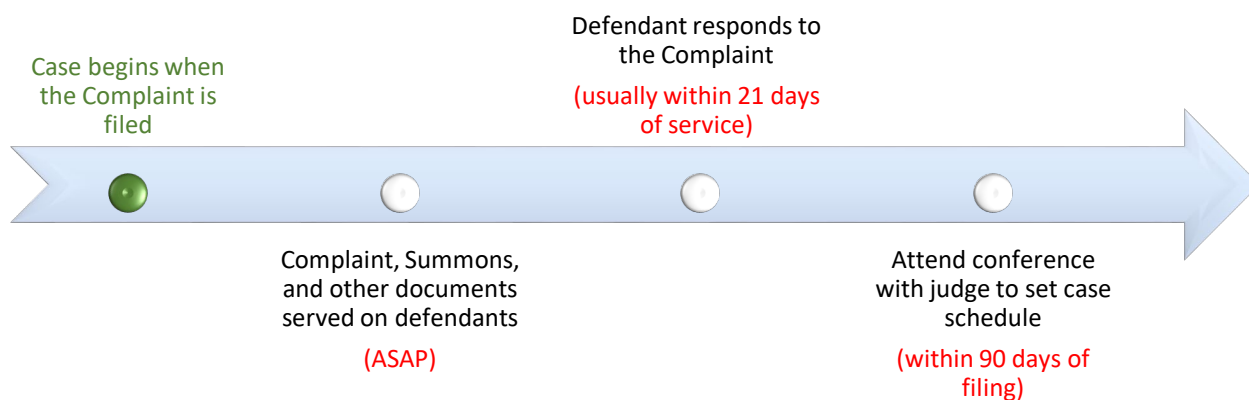 Case begins when
the Complaint is
filed
Complaint, Summons,
and other documents
served on defendants
(ASAP)
Defendant responds to
the Complaint
(usually within 21 days
of service)
Attend conference
with judge to set case
schedule
(within 90 days of
filing)